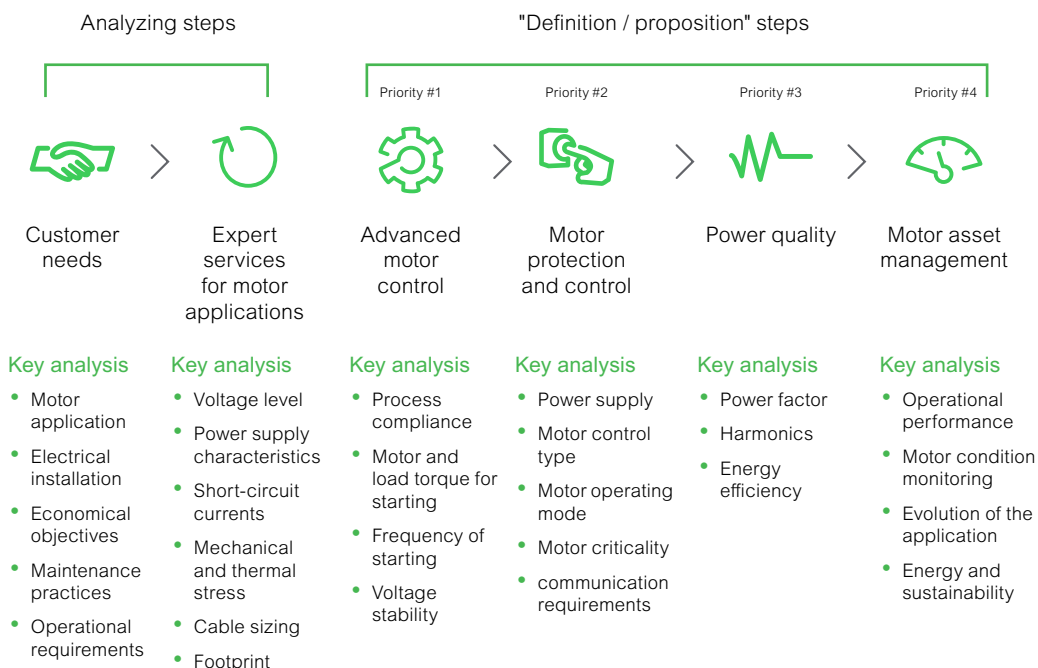 Analyzing steps
"Definition / proposition" steps
Priority #1
Priority #2
Priority #3
Priority #4
Customer
needs
Expert
services
for motor
applications
Advanced
motor
control
Motor
protection
and control
Power quality
Motor asset
management
Key analysis
• Motor
application
• Electrical
installation
• Economical
objectives
• Maintenance
practices
• Operational
requirements
Key analysis
• Voltage level
• Power supply
characteristics
• Short-circuit
currents
• Mechanical
and thermal
stress
• Cable sizing
• Footprint
Key analysis
• Process
compliance
• Motor and
load torque for
starting
• Frequency of
starting
• Voltage
stability
Key analysis
• Power supply
• Motor control
type
• Motor operating
mode
• Motor criticality
• communication
requirements
Key analysis
• Power factor
• Harmonics
• Energy
efficiency
Key analysis
• Operational
performance
• Motor condition
monitoring
• Evolution of the
application
• Energy and
sustainability